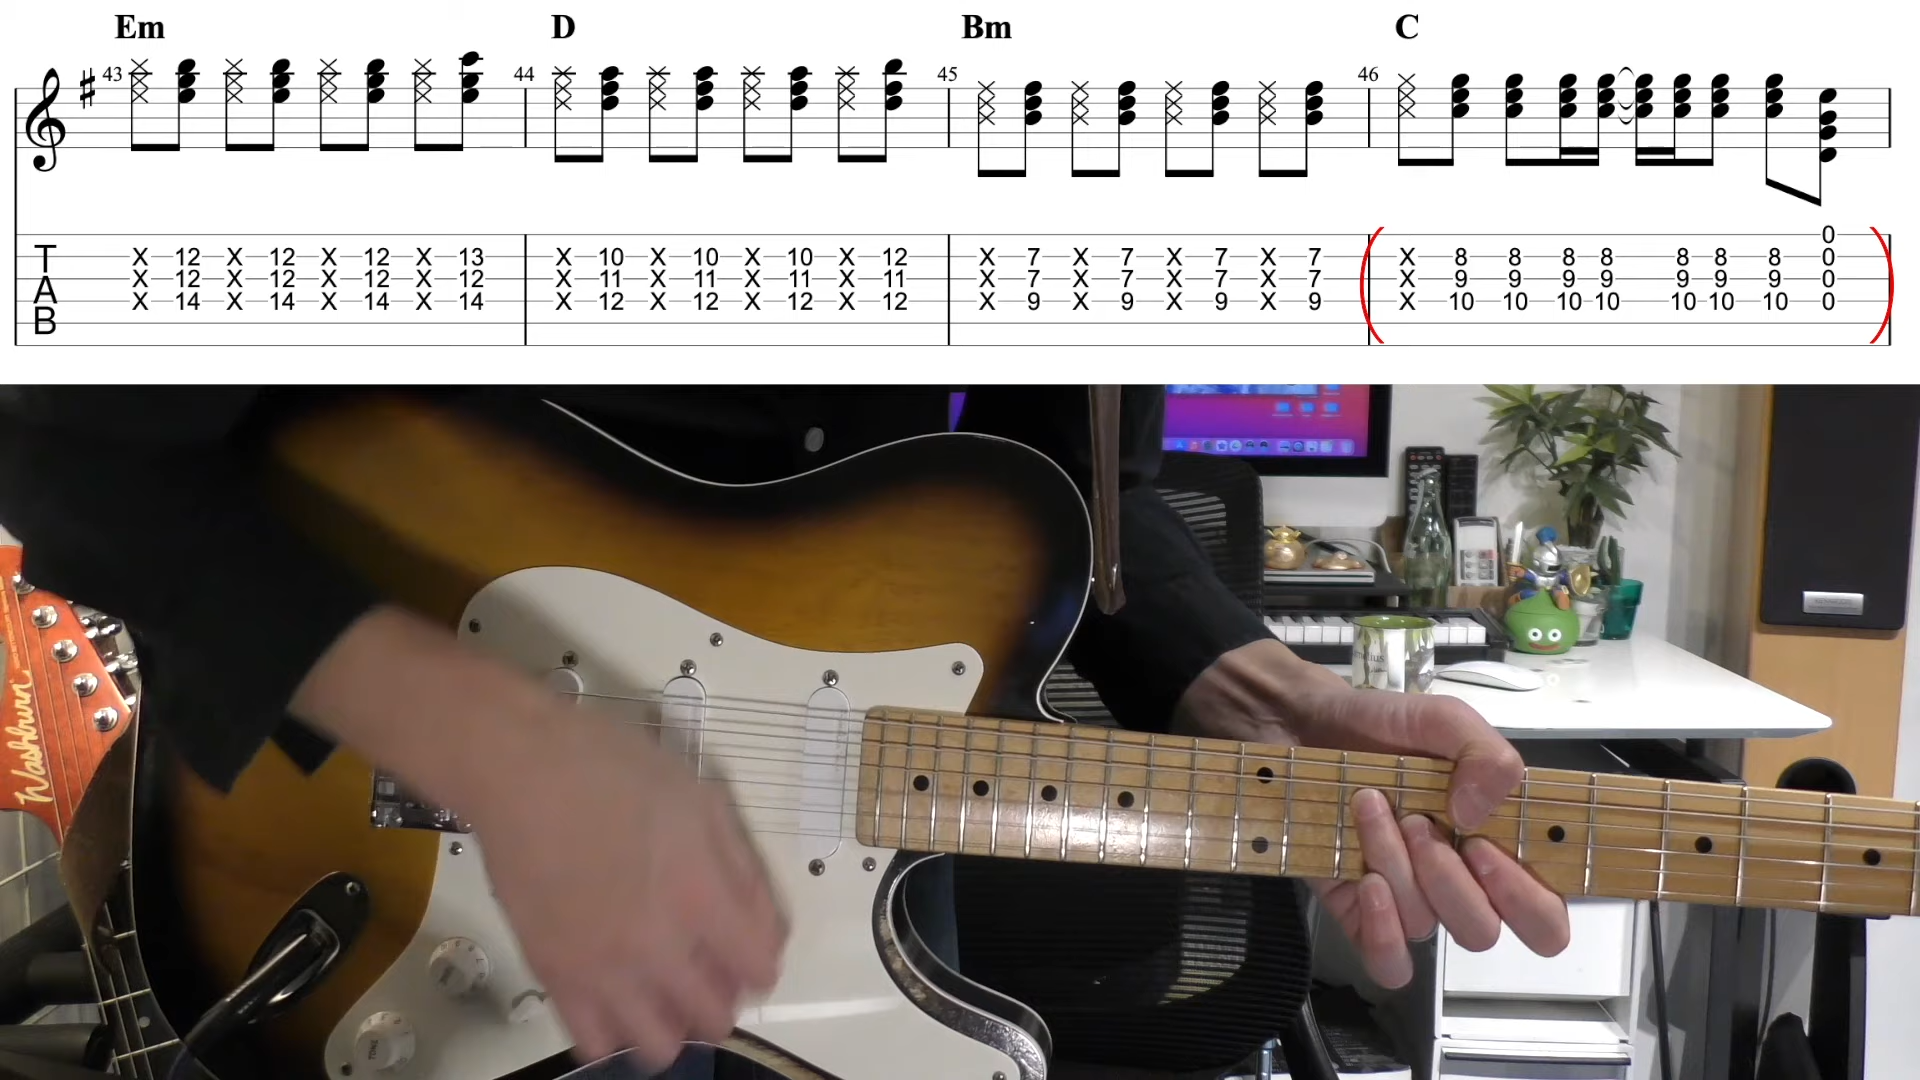 Em D Bm C
43 44 45 46
T X 12 X 12 X 12 X 13 X 10 X 10 X 10 X 12 X 7 X 7 X 7 X 7 X 8 8 8 8 8 8 8 0
A X 12 X 12 X 12 X 12 X 11 X 11 X 11 X 11 X 7 X 7 X 7 X 7 X 9 9 9 9 9 9 9 0
B X 14 X 14 X 14 X 14 X 12 X 12 X 12 X 12 X 9 X 9 X 9 X 9 X 10 10 10 10 10 10 10 0
0
Washburn
TONE